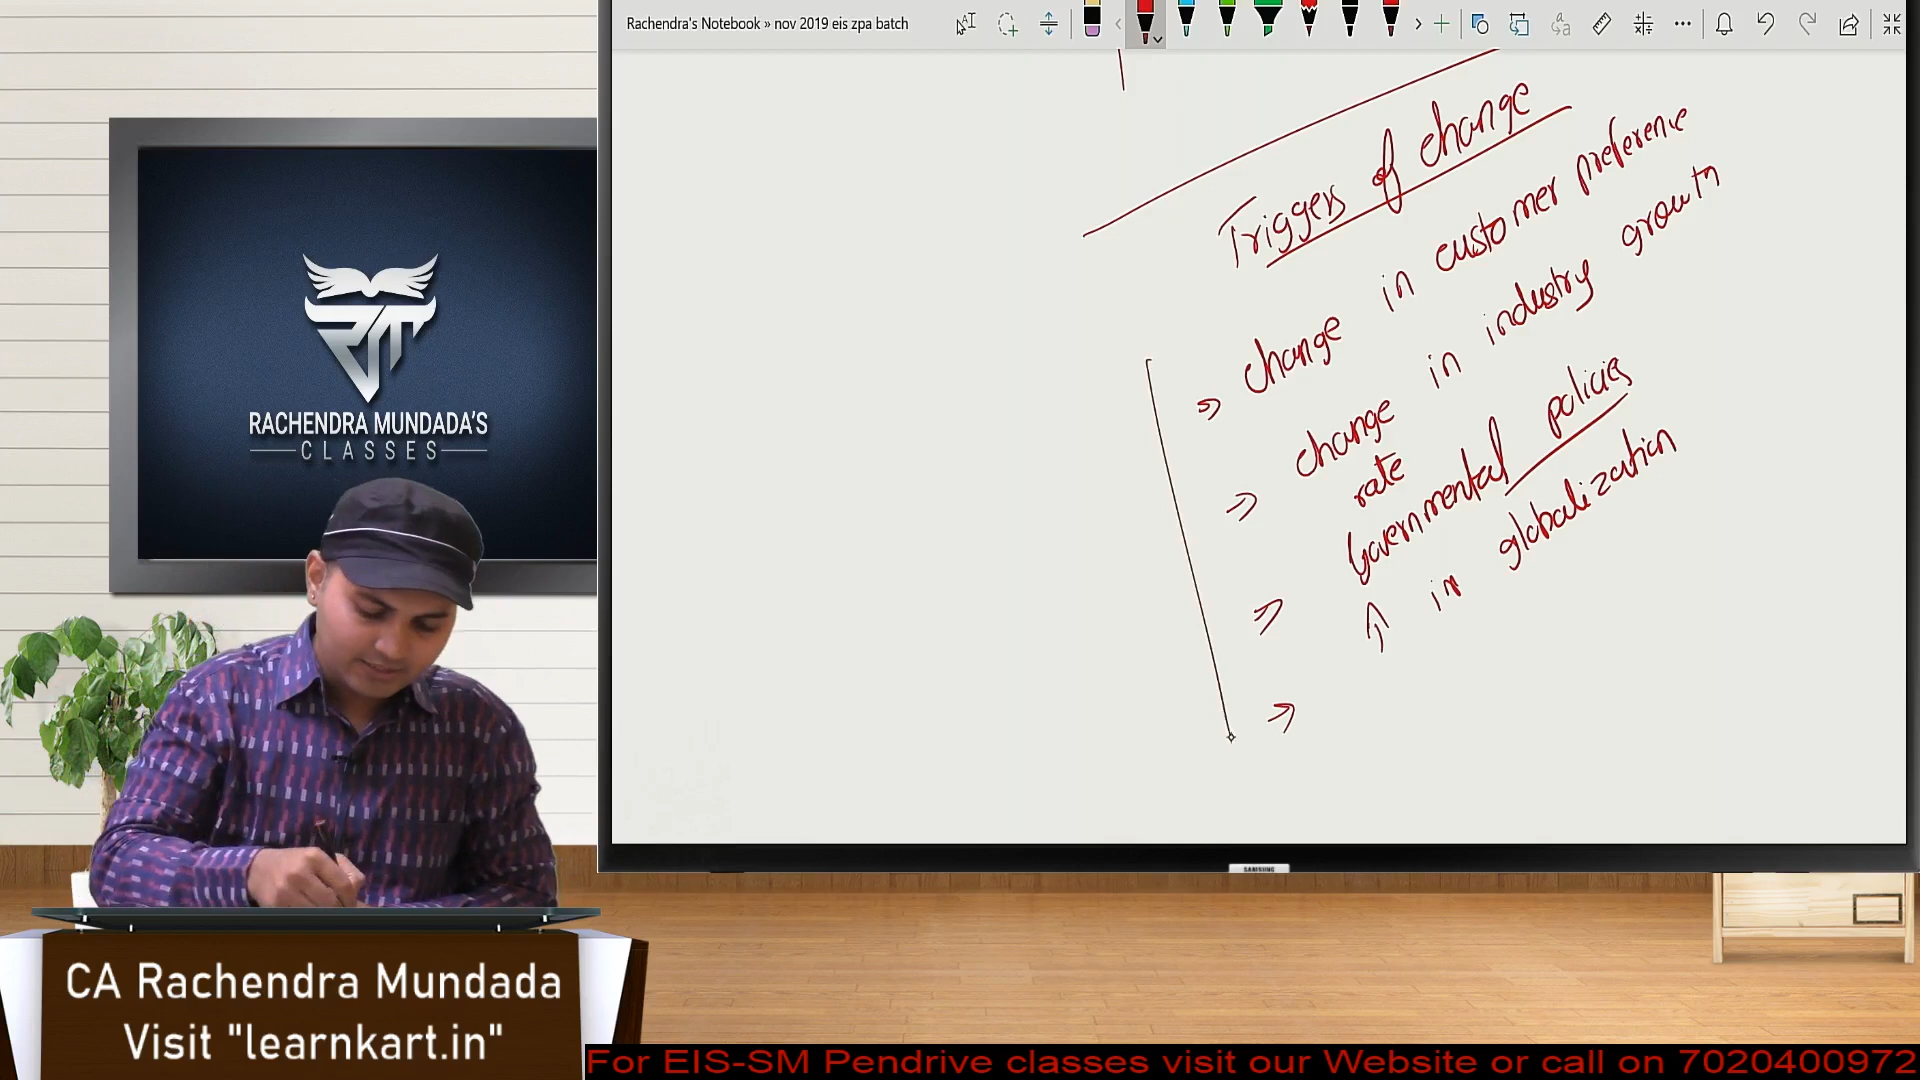 Rachendra's Notebook » nov 2019 eis zpa batch
Triggers of change
⇒ change in customer preference
⇒ change in industry growth
rate
⇒ Governmental policies
⇒ ↑ in globalization
RACHENDRA MUNDADA'S
CLASSES
SAMSUNG
CA Rachendra Mundada
Visit "learnkart.in"
For EIS-SM Pendrive classes visit our Website or call on 7020400972